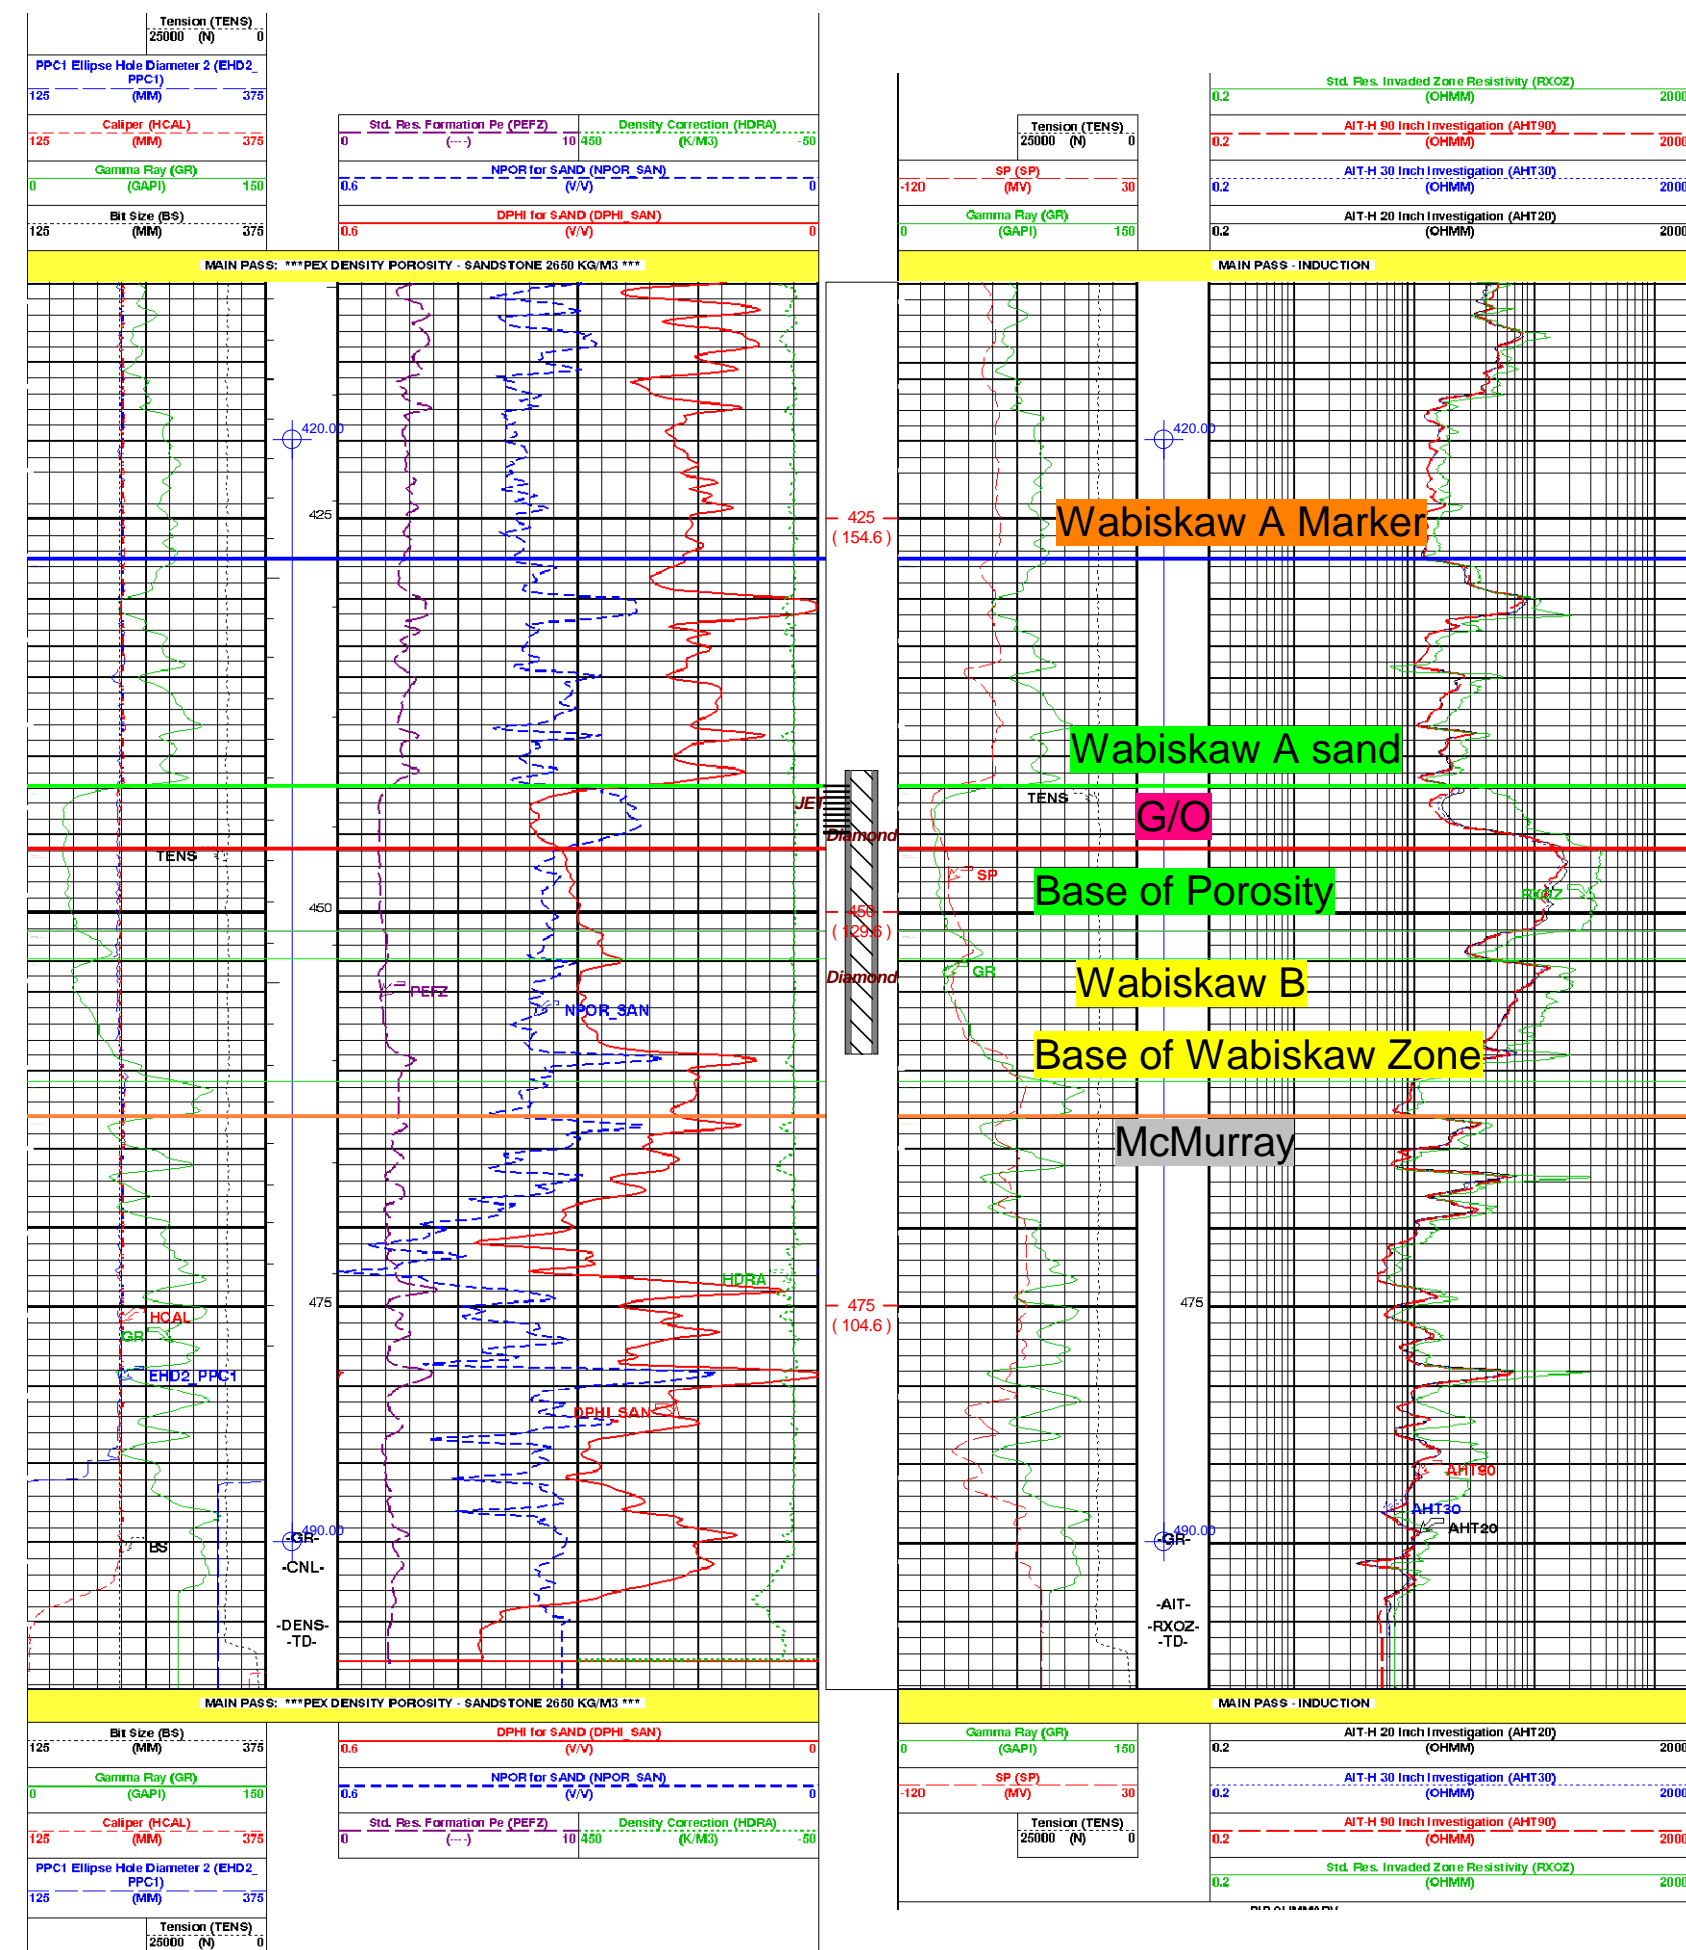 Tension (TENS)
25000 (N) 0
PPC1 Ellipse Hole Diameter 2 (EHD2_
PPC1)
125 (MM) 375
Caliper (HCAL)
125 (MM) 375
Gamma Ray (GR)
0 (GAPI) 150
Bit Size (BS)
125 (MM) 375
Std. Res. Formation Pe (PEFZ)
0 (----) 10
Density Correction (HDRA)
450 (K/M3) -50
NPOR for SAND (NPOR_SAN)
0.6 (V/V) 0
DPHI for SAND (DPHI_SAN)
0.6 (V/V) 0
Std. Res. Invaded Zone Resistivity (RXOZ)
0.2 (OHMM) 2000
Tension (TENS)
25000 (N) 0
AIT-H 90 Inch Investigation (AHT90)
0.2 (OHMM) 2000
SP (SP)
-120 (MV) 30
AIT-H 30 Inch Investigation (AHT30)
0.2 (OHMM) 2000
Gamma Ray (GR)
0 (GAPI) 150
AIT-H 20 Inch Investigation (AHT20)
0.2 (OHMM) 2000
MAIN PASS: ***PEX DENSITY POROSITY - SANDSTONE 2650 KG/M3 ***
MAIN PASS - INDUCTION
420.00
420.00
425
425
(154.6)
Wabiskaw A Marker
Wabiskaw A sand
JET
TENS
G/O
Diamond
TENS
SP
Base of Porosity
RXOZ
450
450
(129.6)
GR
Diamond
Wabiskaw B
PEFZ
NPOR_SAN
Base of Wabiskaw Zone
McMurray
HDRA
475
475
(104.6)
475
HCAL
GR
EHD2_PPC1
DPHI_SAN
AHT90
AHT30
AHT20
490.00
-GR-
BS
-CNL-
490.00
-GR-
-DENS-
-TD-
-AIT-
-RXOZ-
-TD-
MAIN PASS: ***PEX DENSITY POROSITY - SANDSTONE 2650 KG/M3 ***
MAIN PASS - INDUCTION
Bit Size (BS)
125 (MM) 375
DPHI for SAND (DPHI_SAN)
0.6 (V/V) 0
Gamma Ray (GR)
0 (GAPI) 150
AIT-H 20 Inch Investigation (AHT20)
0.2 (OHMM) 2000
Gamma Ray (GR)
0 (GAPI) 150
NPOR for SAND (NPOR_SAN)
0.6 (V/V) 0
SP (SP)
-120 (MV) 30
AIT-H 30 Inch Investigation (AHT30)
0.2 (OHMM) 2000
Caliper (HCAL)
125 (MM) 375
Std. Res. Formation Pe (PEFZ)
0 (----) 10
Density Correction (HDRA)
450 (K/M3) -50
Tension (TENS)
25000 (N) 0
AIT-H 90 Inch Investigation (AHT90)
0.2 (OHMM) 2000
PPC1 Ellipse Hole Diameter 2 (EHD2_
PPC1)
125 (MM) 375
Std. Res. Invaded Zone Resistivity (RXOZ)
0.2 (OHMM) 2000
Tension (TENS)
25000 (N) 0